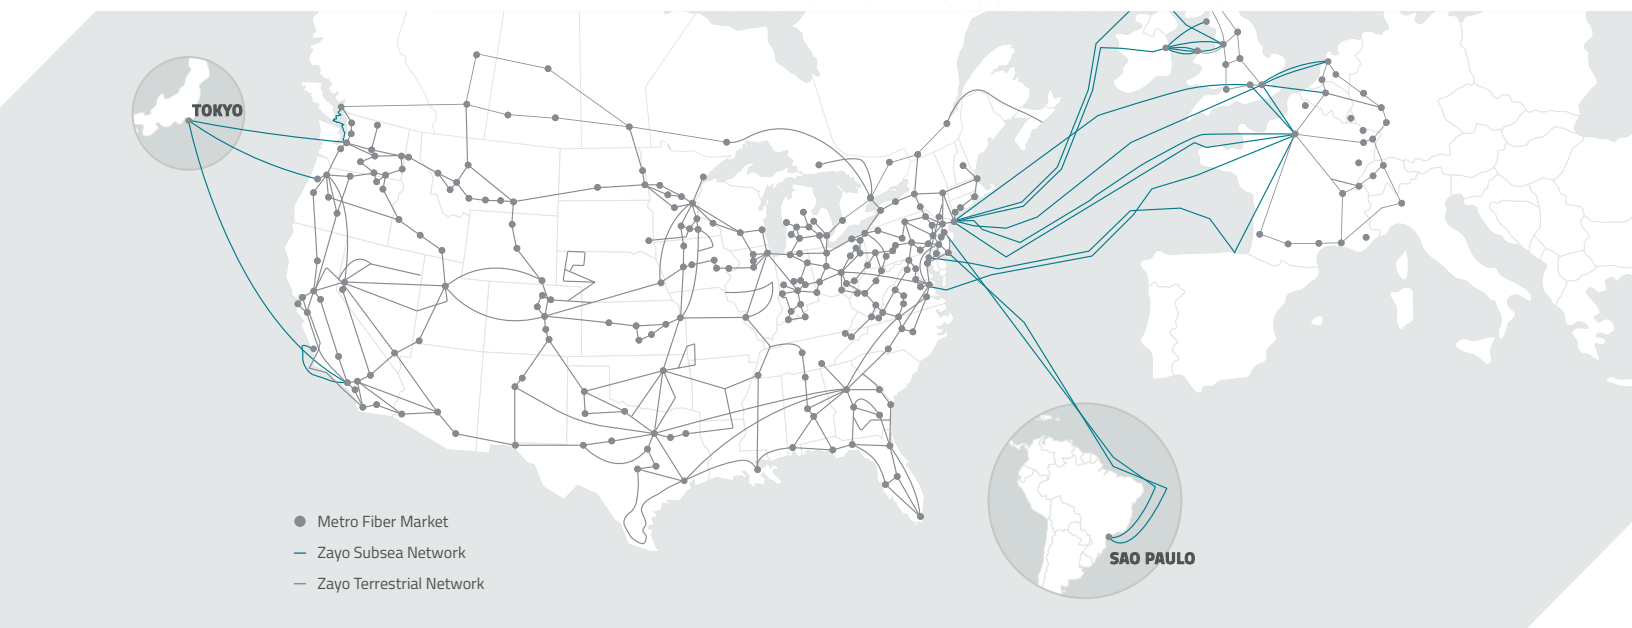 TOKYO
Metro Fiber Market
Zayo Subsea Network
SAO PAULO
Zayo Terrestrial Network